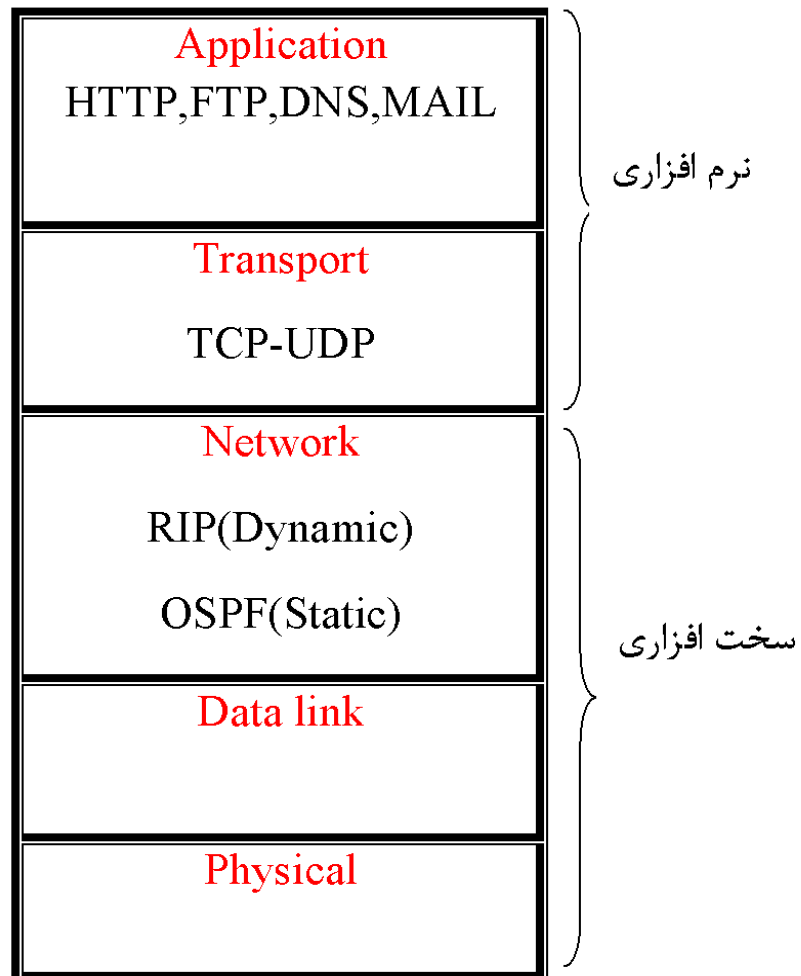 Application
HTTP,FTP,DNS,MAIL
نرم افزاری
Transport
TCP-UDP
Network
RIP(Dynamic)
OSPF(Static)
سخت افزاری
Data link
Physical